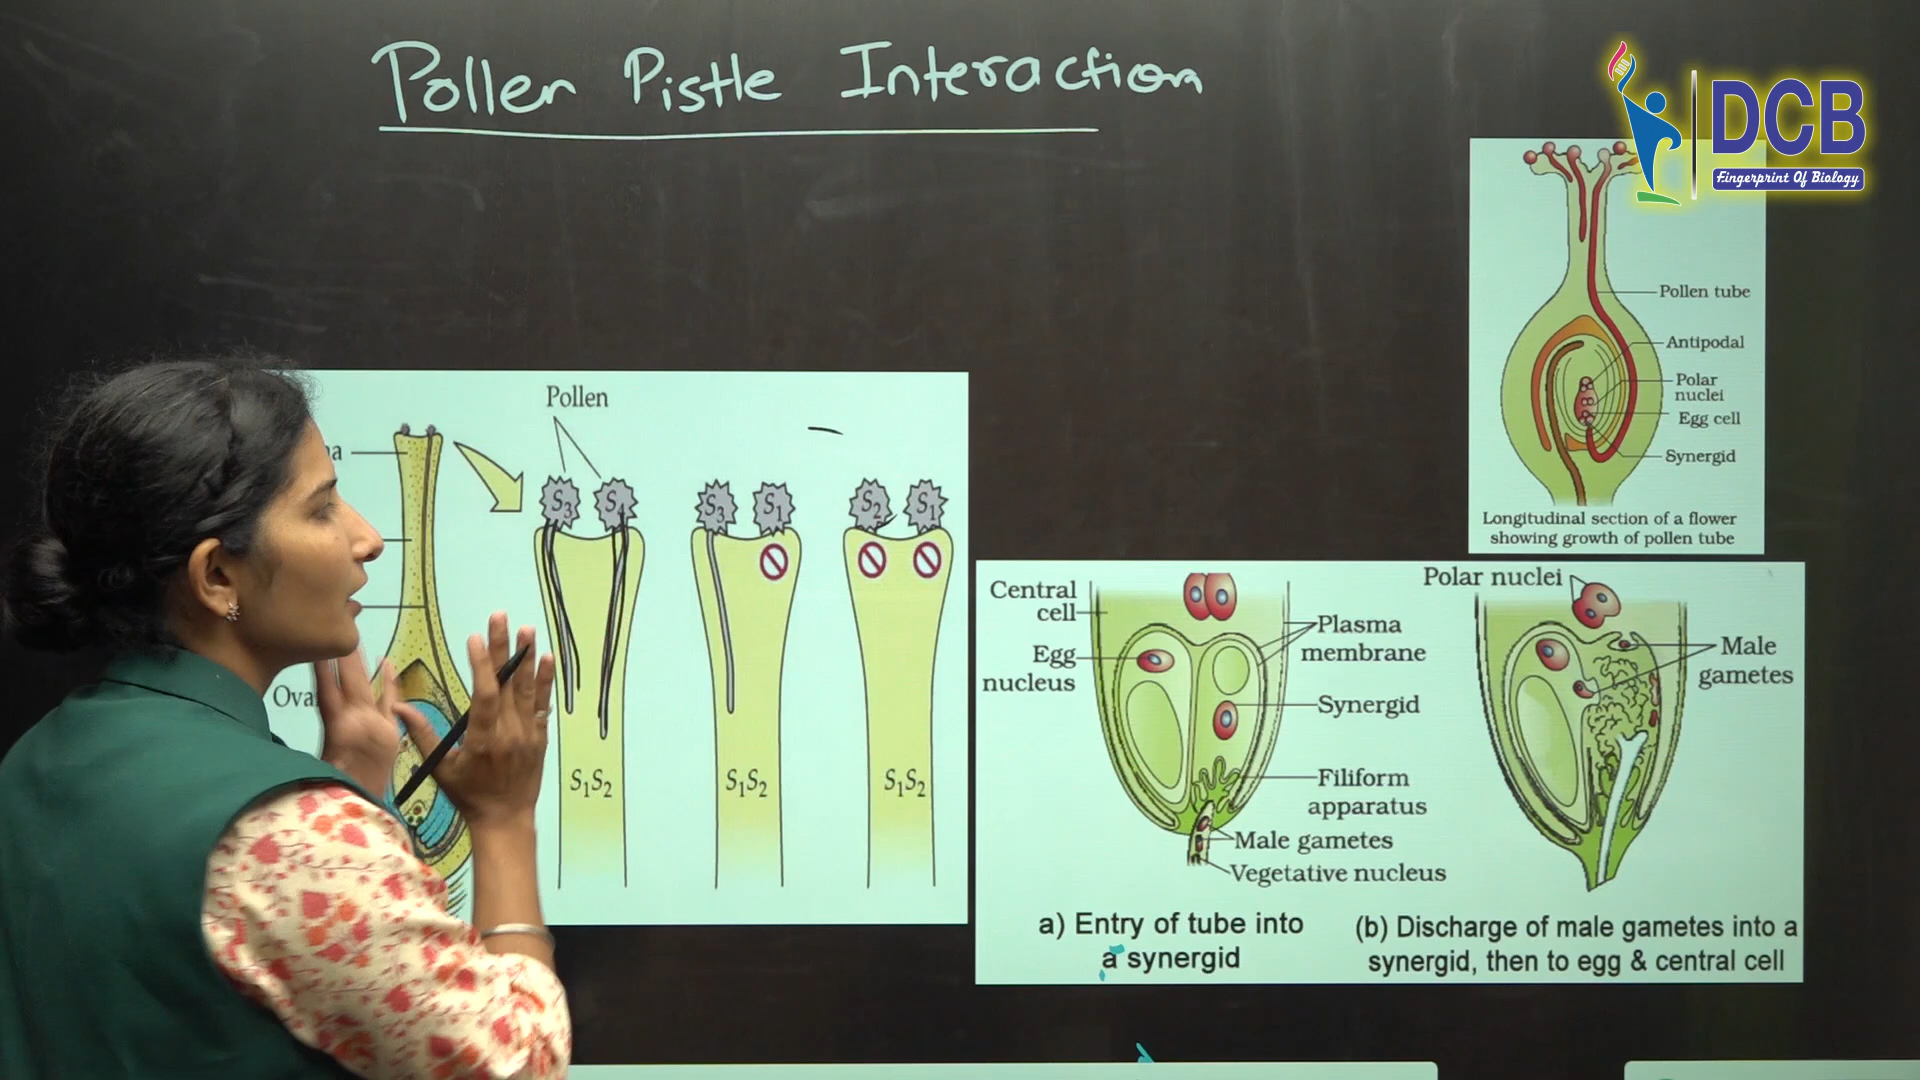 Pollen Pistle Interaction
DCB
Fingerprint Of Biology
Pollen tube
Antipodal
Polar
nuclei
Egg cell
Synergid
Longitudinal section of a flower
showing growth of pollen tube
Pollen
S3 S4 S3 S1 S2 S1
S1S2 S1S2 S1S2
Central
cell
Egg
nucleus
Plasma
membrane
Synergid
Filiform
apparatus
Male gametes
Vegetative nucleus
a) Entry of tube into
a synergid
Polar nuclei
Male
gametes
(b) Discharge of male gametes into a
synergid, then to egg & central cell